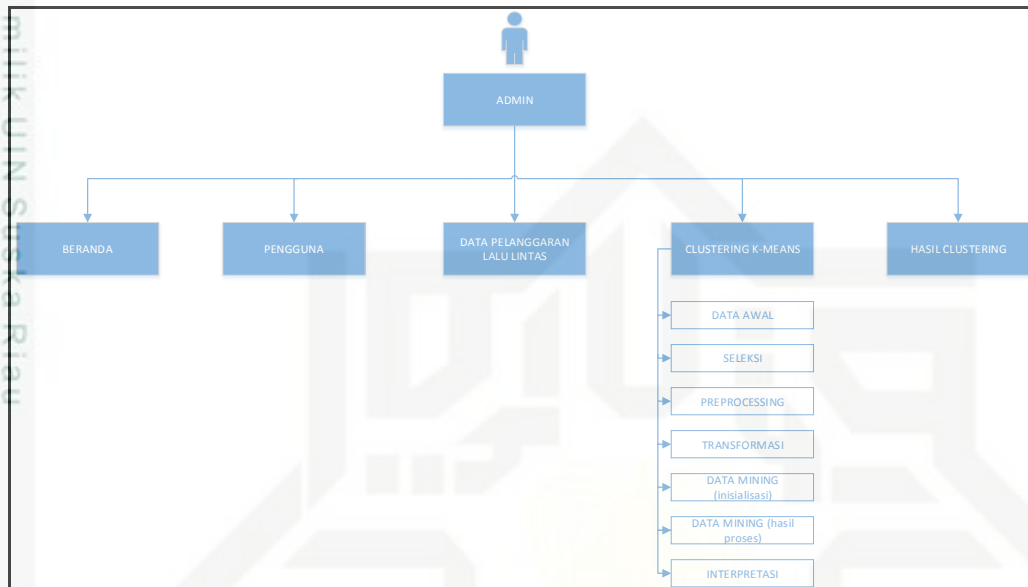 milik UIN Suska Riau
ADMIN
BERANDA
PENGGUNA
DATA PELANGGARAN
LALU LINTAS
CLUSTERING K-MEANS
HASIL CLUSTERING
DATA AWAL
SELEKSI
PREPROCESSING
TRANSFORMASI
DATA MINING
(inisialisasi)
DATA MINING (hasil
proses)
INTERPRETASI